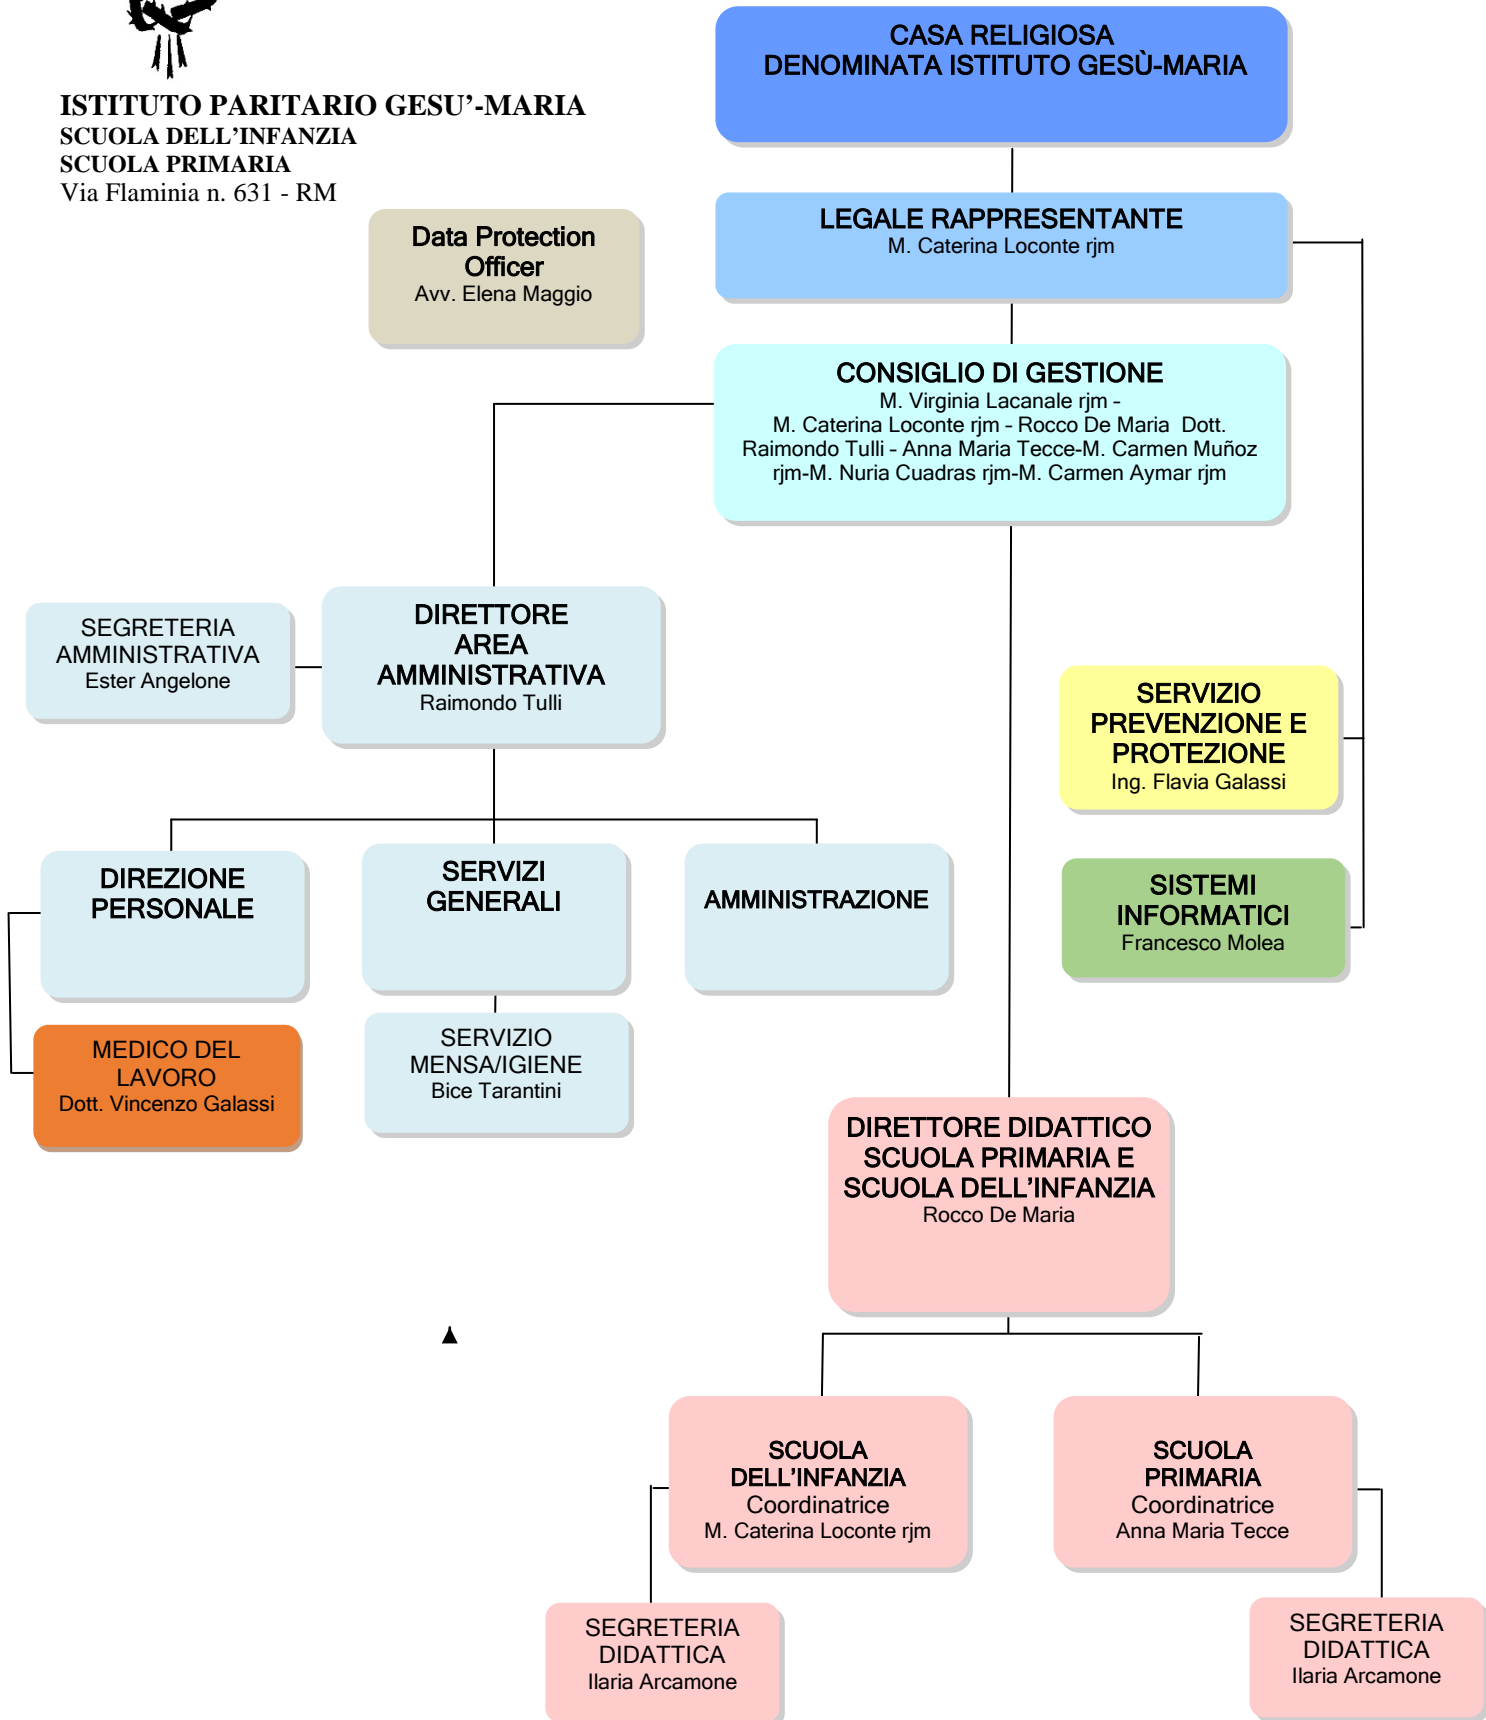 ISTITUTO PARITARIO GESU’-MARIA
SCUOLA DELL’INFANZIA
SCUOLA PRIMARIA
Via Flaminia n. 631 - RM
CASA RELIGIOSA
DENOMINATA ISTITUTO GESÙ-MARIA
LEGALE RAPPRESENTANTE
M. Caterina Loconte rjm
Data Protection
Officer
Avv. Elena Maggio
CONSIGLIO DI GESTIONE
M. Virginia Lacanale rjm –
M. Caterina Loconte rjm – Rocco De Maria  Dott.
Raimondo Tulli – Anna Maria Tecce-M. Carmen Muñoz
rjm-M. Nuria Cuadras rjm-M. Carmen Aymar rjm
SEGRETERIA
AMMINISTRATIVA
Ester Angelone
DIRETTORE
AREA
AMMINISTRATIVA
Raimondo Tulli
SERVIZIO
PREVENZIONE E
PROTEZIONE
Ing. Flavia Galassi
DIREZIONE
PERSONALE
SERVIZI
GENERALI
AMMINISTRAZIONE
SISTEMI
INFORMATICI
Francesco Molea
MEDICO DEL
LAVORO
Dott. Vincenzo Galassi
SERVIZIO
MENSA/IGIENE
Bice Tarantini
DIRETTORE DIDATTICO
SCUOLA PRIMARIA E
SCUOLA DELL’INFANZIA
Rocco De Maria
SCUOLA
DELL’INFANZIA
Coordinatrice
M. Caterina Loconte rjm
SCUOLA
PRIMARIA
Coordinatrice
Anna Maria Tecce
SEGRETERIA
DIDATTICA
Ilaria Arcamone
SEGRETERIA
DIDATTICA
Ilaria Arcamone